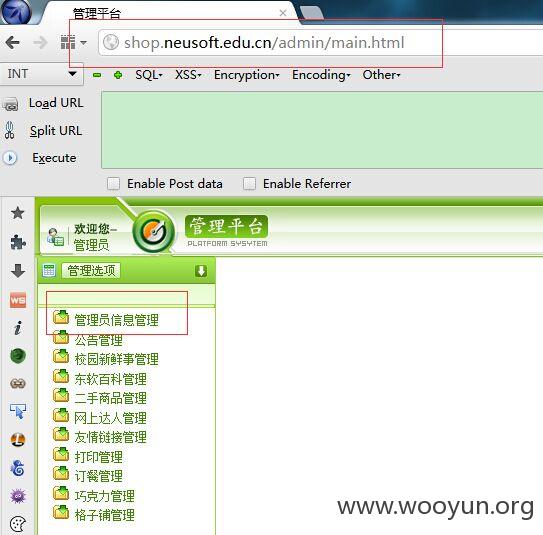 管理平台
shop.neusoft.edu.cn/admin/main.html
INT SQL- XSS- Encryption- Encoding- Other-
Load URL
Split URL
Execute
Enable Post data Enable Referrer
欢迎您–
管理员
管理平台
PLATFORM SYSYTEM
管理选项
管理员信息管理
公告管理
校园新鲜事管理
东软百科管理
二手商品管理
网上达人管理
友情链接管理
打印管理
订餐管理
巧克力管理
格子铺管理
WS
i
www.wooyun.org